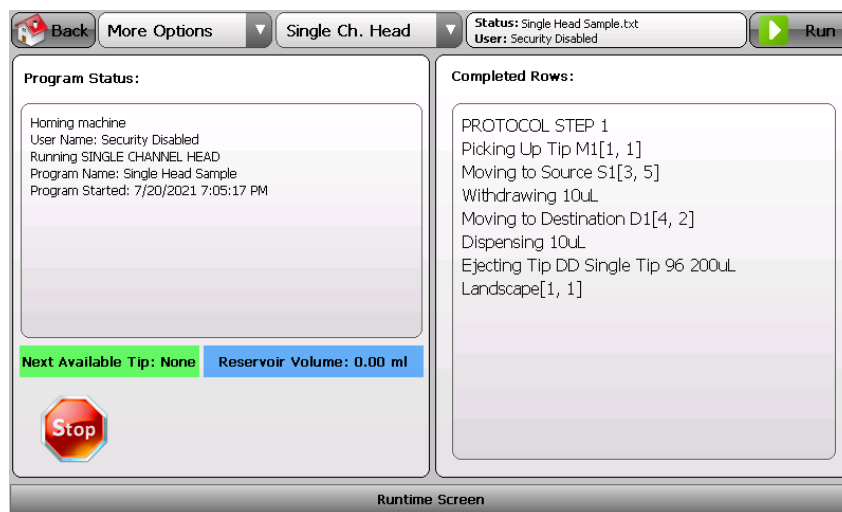 Back
More Options
Single Ch. Head
Status: Single Head Sample.txt
User: Security Disabled
Run
Program Status:
Homing machine
User Name: Security Disabled
Running SINGLE CHANNEL HEAD
Program Name: Single Head Sample
Program Started: 7/20/2021 7:05:17 PM
Next Available Tip: None
Reservoir Volume: 0.00 ml
Stop
Completed Rows:
PROTOCOL STEP 1
Picking Up Tip M1[1, 1]
Moving to Source S1[3, 5]
Withdrawing 10uL
Moving to Destination D1[4, 2]
Dispensing 10uL
Ejecting Tip DD Single Tip 96 200uL
Landscape[1, 1]
Runtime Screen